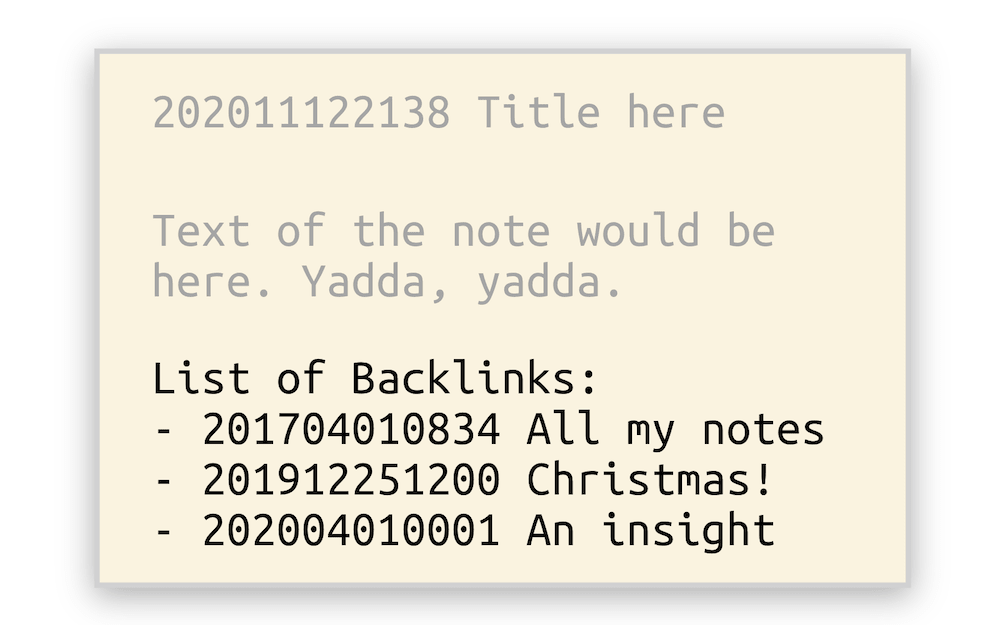 202011122138 Title here
Text of the note would be
here. Yadda, yadda.
List of Backlinks:
- 201704010834 All my notes
- 201912251200 Christmas!
- 202004010001 An insight